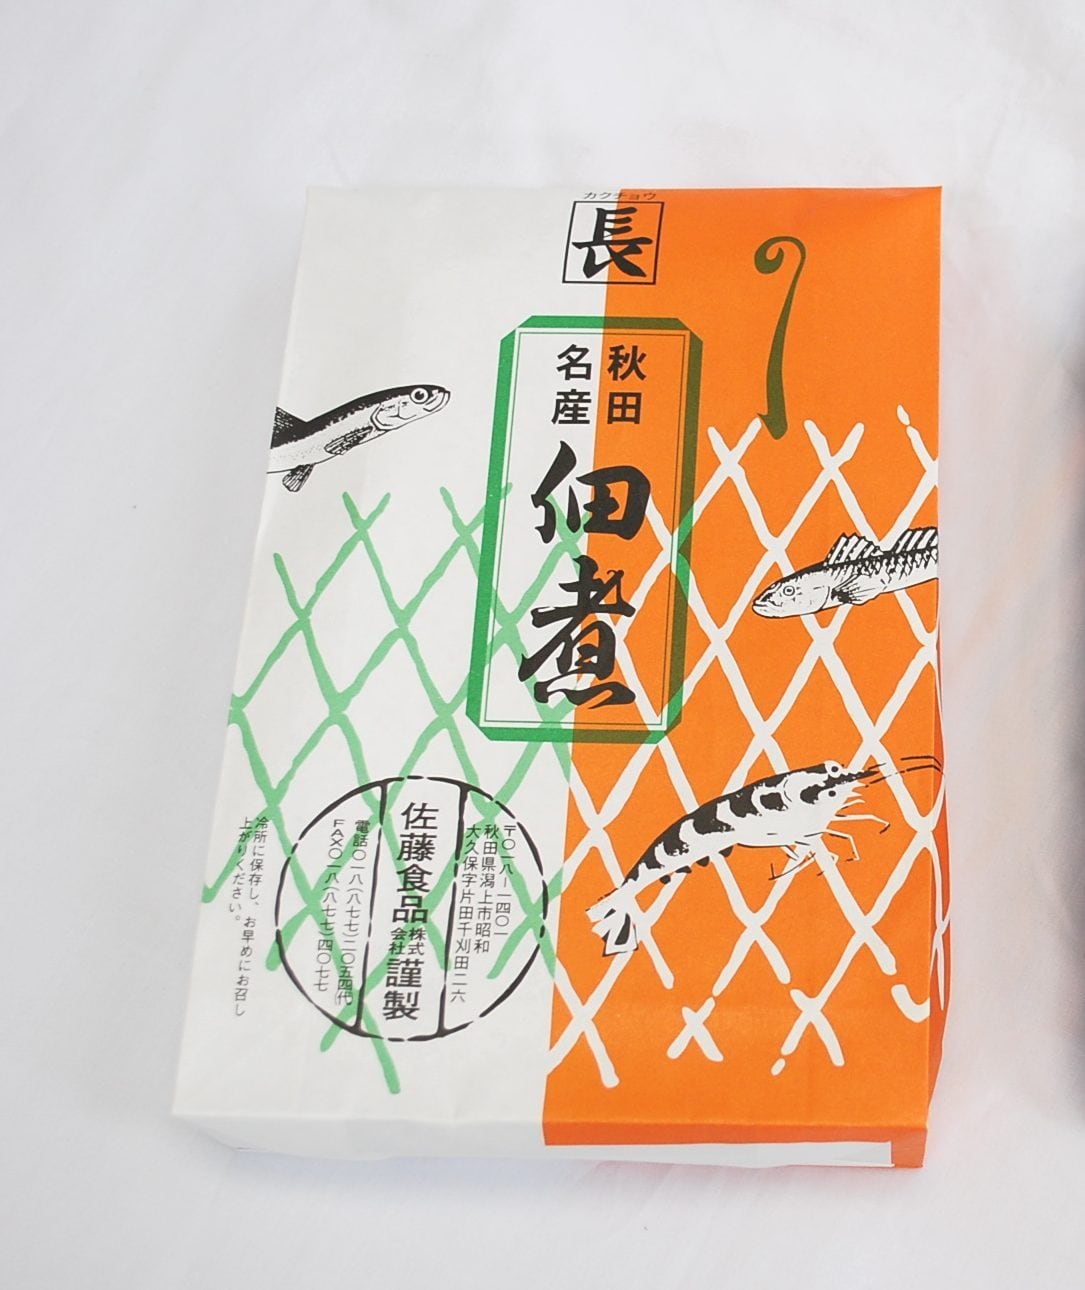 カクチョウ
長
秋田
名産
佃煮
〒〇一八-一四〇一
秋田県潟上市昭和
大久保字片田千刈田二六
佐藤食品株式会社謹製
電話〇一八(八七七)二〇五四代
FAX〇一八(八七七)四〇七七
冷所に保存し、お早めにお召し
上がりください。